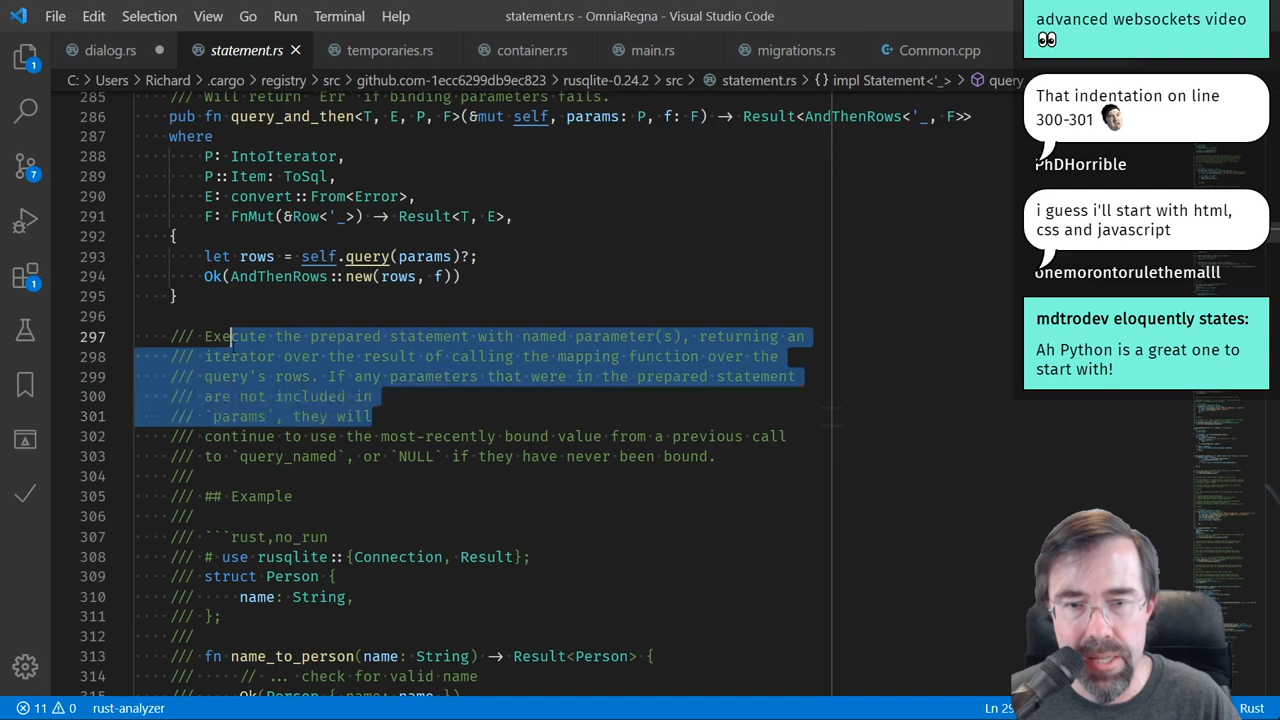 File Edit Selection View Go Run Terminal Help statement.rs - OmniaRegna - Visual Studio Code
dialog.rs statement.rs temporaries.rs container.rs main.rs migrations.rs Common.cpp
C: > Users > Richard > .cargo > registry > src > github.com-1ecc6299db9ec823 > rusqlite-0.24.2 > src > statement.rs > {} impl Statement<'_> > query
285 /// Will return `Err` if binding parameters fails.
286 pub fn query_and_then<T, E, P, F>(&mut self, params: P, f: F) -> Result<AndThenRows<'_, F>>
287 where
288 P: IntoIterator,
289 P::Item: ToSql,
290 E: convert::From<Error>,
291 F: FnMut(&Row<'_>) -> Result<T, E>,
292 {
293 let rows = self.query(params)?;
294 Ok(AndThenRows::new(rows, f))
295 }
296
297 /// Execute the prepared statement with named parameter(s), returning an
298 /// iterator over the result of calling the mapping function over the
299 /// query's rows. If any parameters that were in the prepared statement
300 /// are not included in
301 /// `params`, they will
302 /// continue to use the most-recently bound value from a previous call
303 /// to `query_named`, or `NULL` if they have never been bound.
304 ///
305 /// ## Example
306 ///
307 /// ```rust,no_run
308 /// # use rusqlite::{Connection, Result};
309 /// struct Person {
310 /// name: String,
311 /// };
312 ///
313 /// fn name_to_person(name: String) -> Result<Person> {
314 /// // ... check for valid name
315 /// Ok(Person { name: name })
advanced websockets video
👀
That indentation on line
300-301
PhDHorrible
i guess i'll start with html,
css and javascript
onemorontorulethemalll
mdtrodev eloquently states:
Ah Python is a great one to
start with!
1
7
1
11 0 rust-analyzer Ln 29 Rust